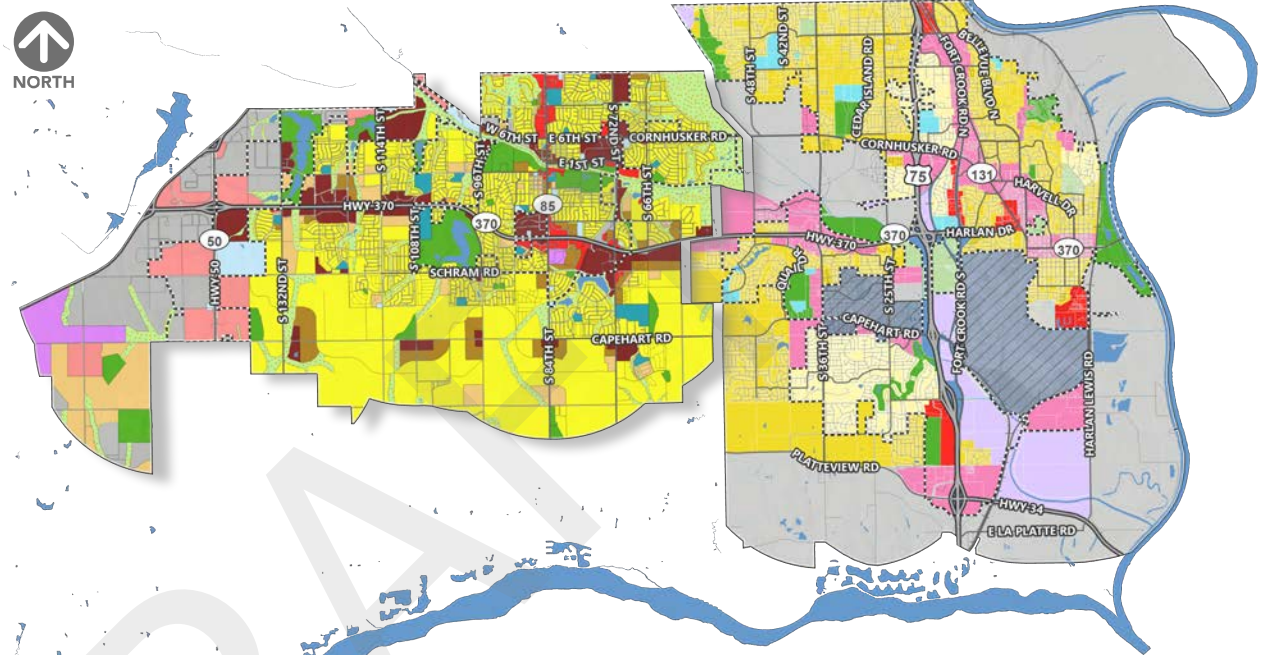 NORTH
S 48TH ST
S 42ND ST
CEDAR ISLAND RD
FORT CROOK RD N
BELLEVUE BLVD N
S 114TH ST
W 6TH ST
E 6TH ST
S 72ND ST
CORNHUSKER RD
E 1ST ST
S 96TH ST
S 66TH ST
CORNHUSKER RD
75
131
HARVELL DR
HWY-370
85
370
50
S 108TH ST
SCHRAM RD
HWY-50
S 132ND ST
HWY-370
370
HARLAN DR
370
S 25TH ST
FORT CROOK RD S
S 84TH ST
CAPEHART RD
S 36TH ST
CAPEHART RD
HARLAN LEWIS RD
PLATTEVIEW RD
HWY-34
E LA PLATTE RD